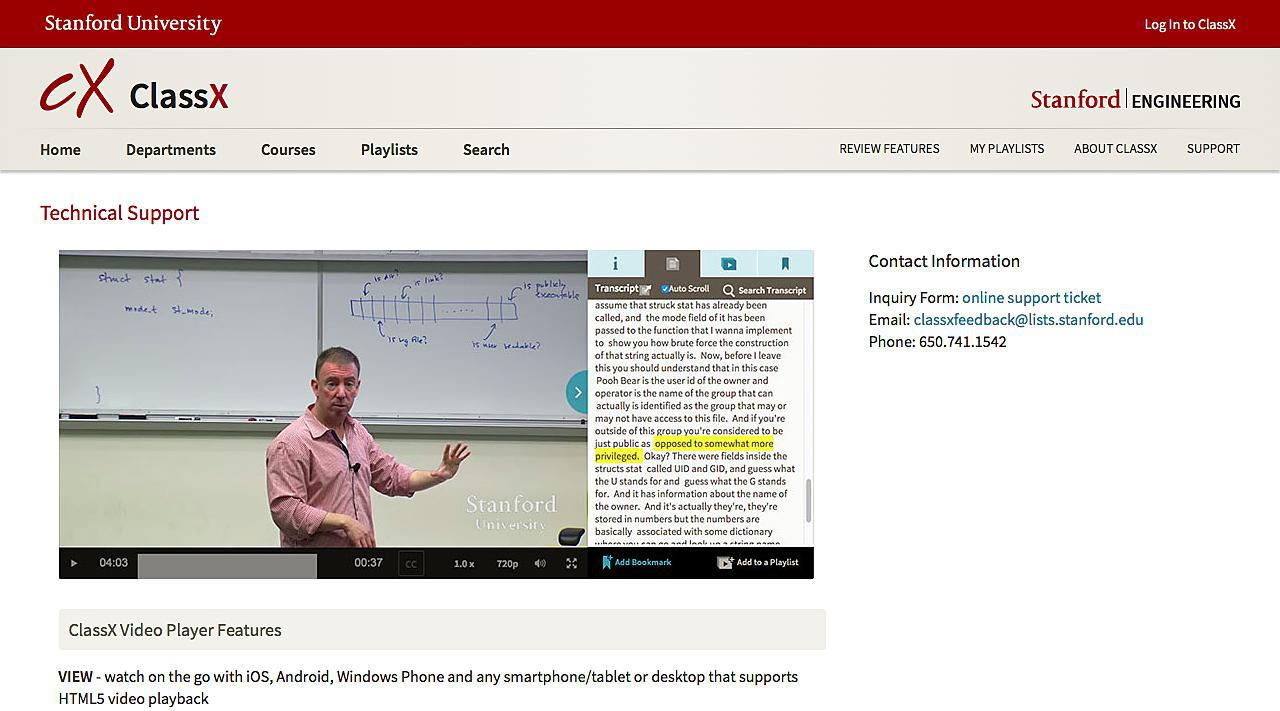 Stanford University
Log In to ClassX
cX ClassX
Stanford ENGINEERING
Home Departments Courses Playlists Search
REVIEW FEATURES MY PLAYLISTS ABOUT CLASSX SUPPORT
Technical Support
struct stat {
mode_t st_mode;
}
is dir?
is link?
is publicly
executable
is reg file?
is user readable?
Stanford
University
Transcript Auto Scroll Search Transcript
assume that struck stat has already been
called, and the mode field of it has been
passed to the function that I wanna implement
to show you how brute force the construction
of that string actually is. Now, before I leave
this you should understand that in this case
Pooh Bear is the user id of the owner and
operator is the name of the group that can
actually is identified as the group that may or
may not have access to this file. And if you're
outside of this group you're considered to be
just public as opposed to somewhat more
privileged. Okay? There were fields inside the
structs stat called UID and GID, and guess what
the U stands for and guess what the G stands
for. And it has information about the name of
the owner. And it's actually they're, they're
stored in numbers but the numbers are
basically associated with some dictionary
where you can go and look up a string name
04:03 00:37 CC 1.0 x 720p
Add Bookmark Add to a Playlist
Contact Information
Inquiry Form: online support ticket
Email: classxfeedback@lists.stanford.edu
Phone: 650.741.1542
ClassX Video Player Features
VIEW - watch on the go with iOS, Android, Windows Phone and any smartphone/tablet or desktop that supports
HTML5 video playback